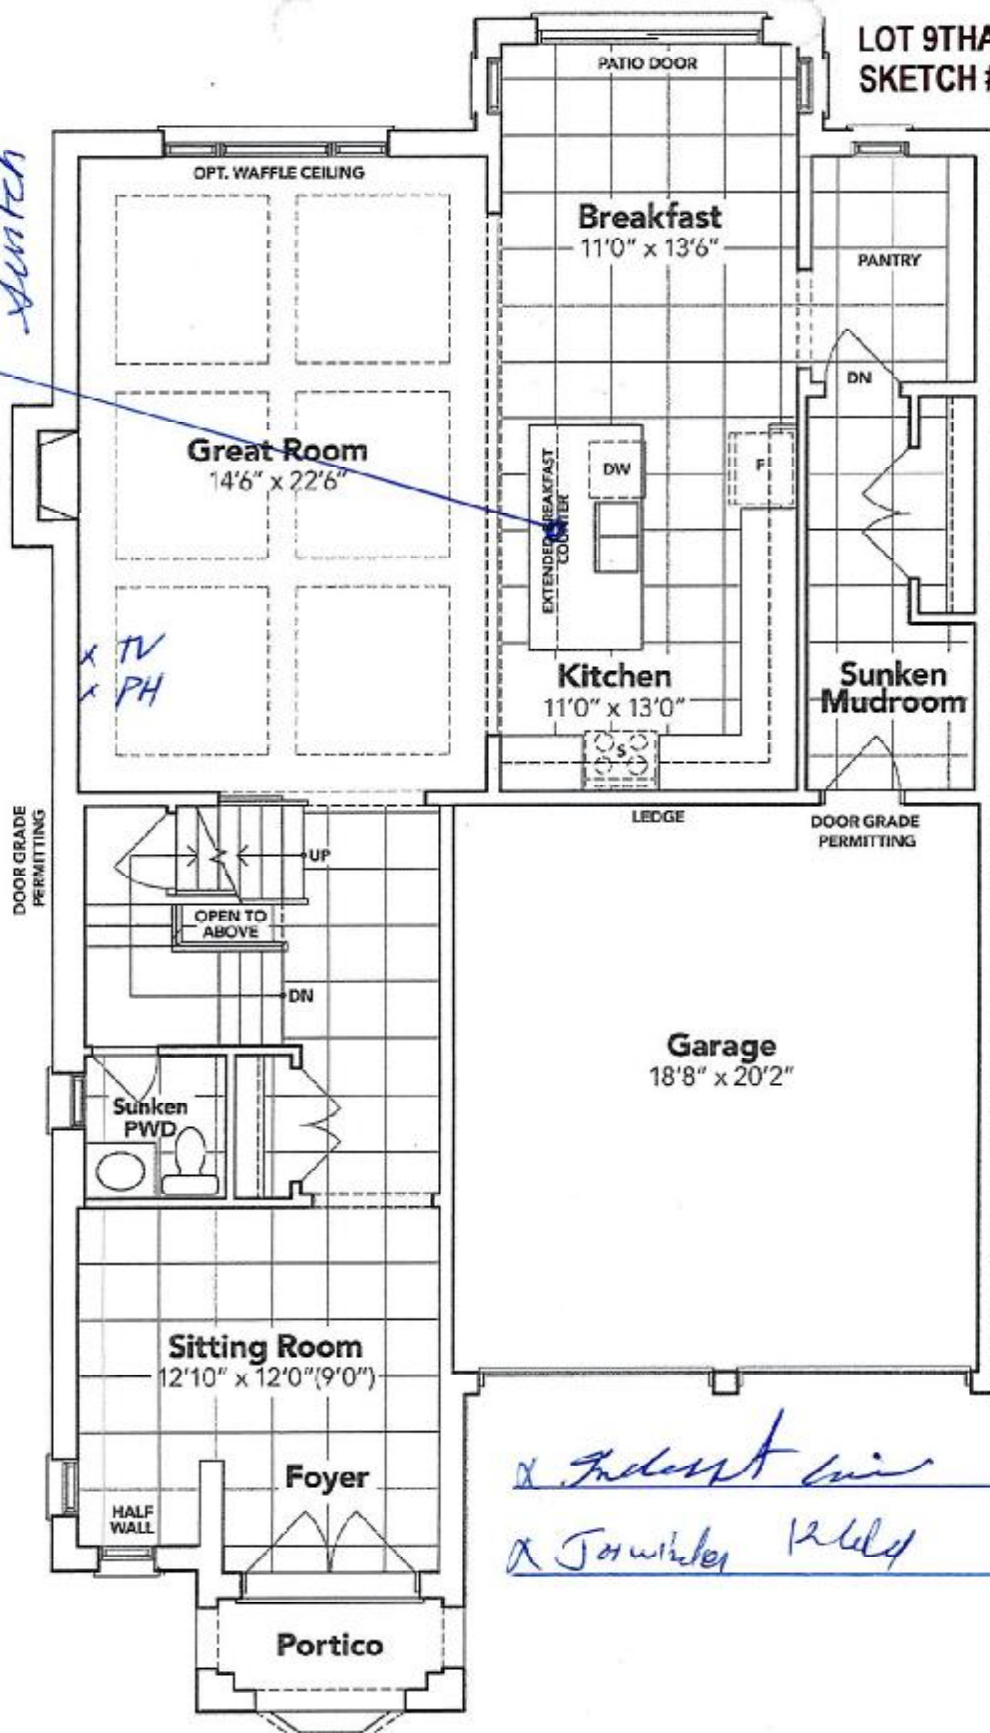 LOT 9THA
SKETCH #
PATIO DOOR
OPT. WAFFLE CEILING
Breakfast
11'0" x 13'6"
PANTRY
DN
Great Room
14'6" x 22'6"
EXTENDED BREAKFAST
COUNTER
DW
F
x TV
x PH
Kitchen
11'0" x 13'0"
S
Sunken
Mudroom
LEDGE
DOOR GRADE
PERMITTING
DOOR GRADE
PERMITTING
UP
OPEN TO
ABOVE
DN
Garage
18'8" x 20'2"
Sunken
PWD
Sitting Room
12'10" x 12'0"(9'0")
Foyer
HALF
WALL
x
x
Portico